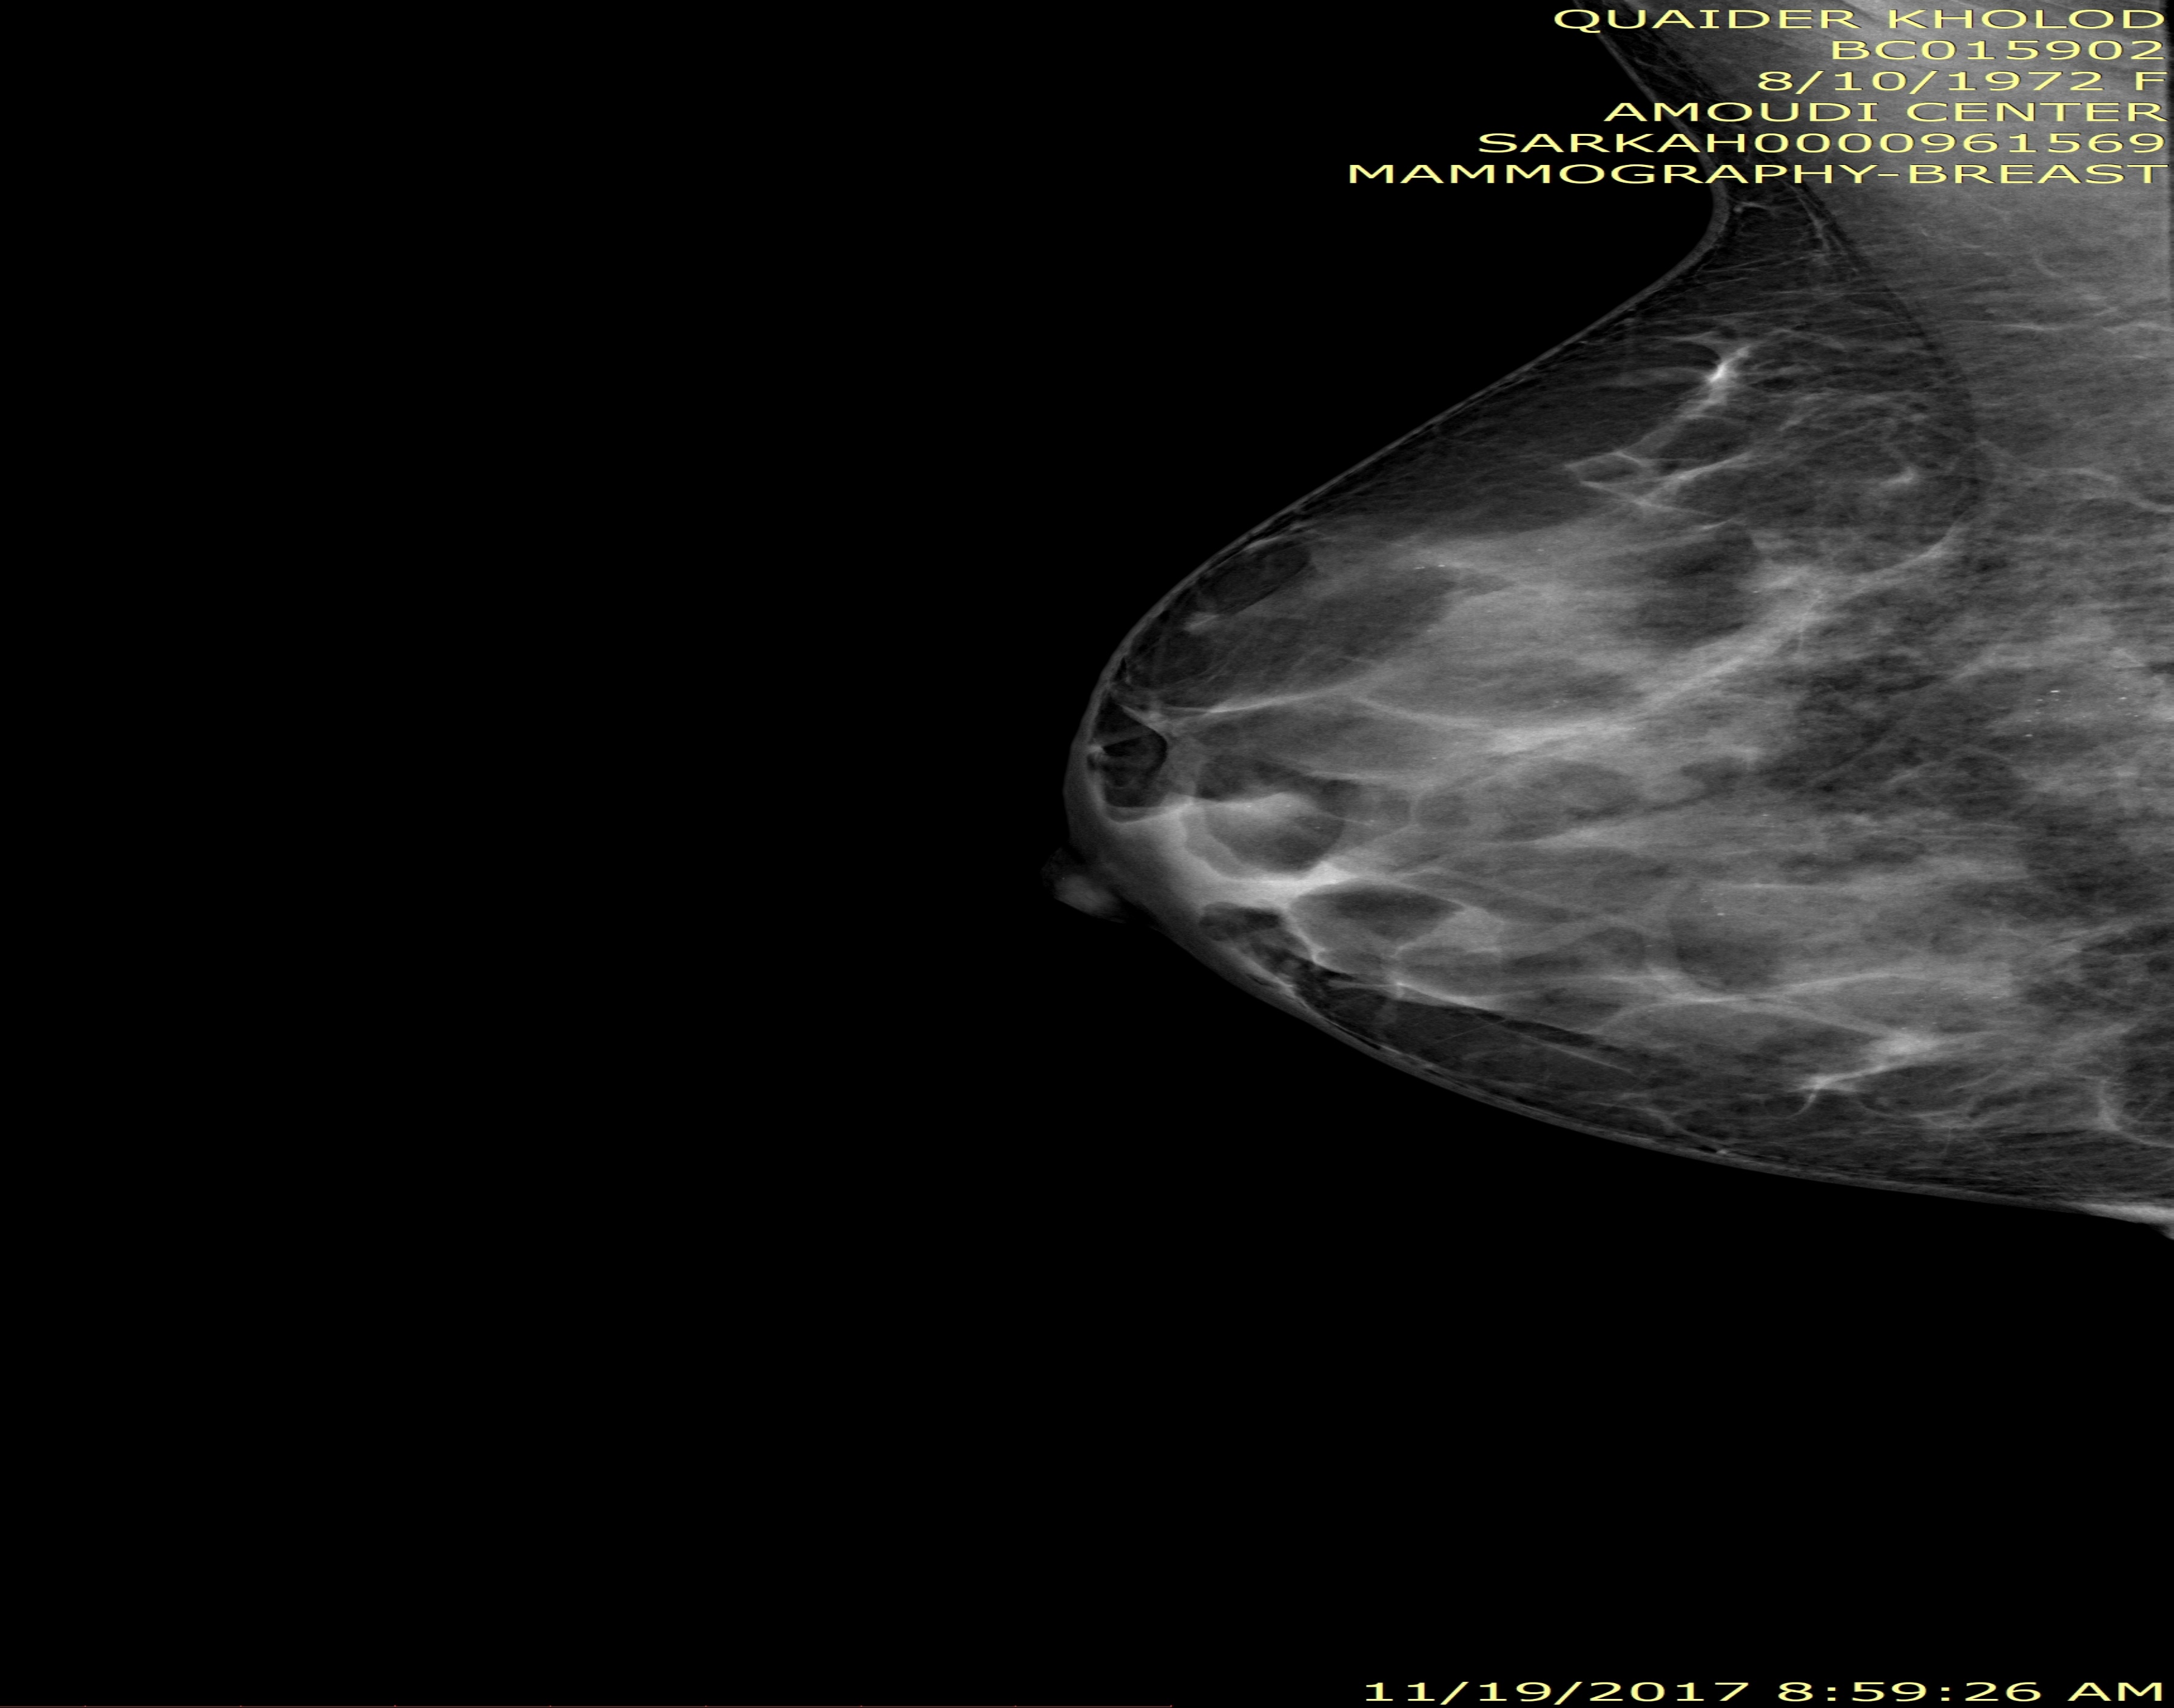 QUAIDER KHOLOD
BC015902
8/10/1972 F
AMOUDI CENTER
SARKAH0000961569
MAMMOGRAPHY-BREAST
11/19/2017 8:59:26 AM